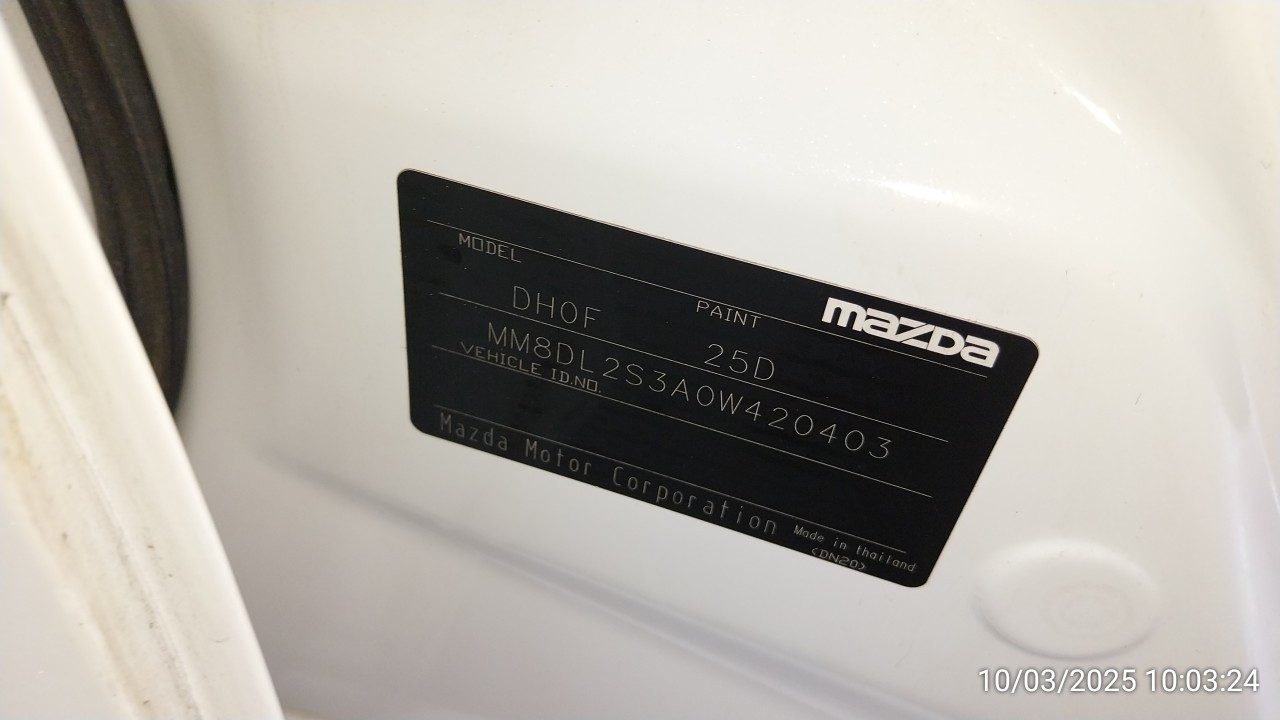 MODEL
DH0F
PAINT
25D
mazda
MM8DL2S3A0W420403
VEHICLE ID.NO.
Mazda Motor Corporation
Made in thailand
<DN20>
10/03/2025 10:03:24